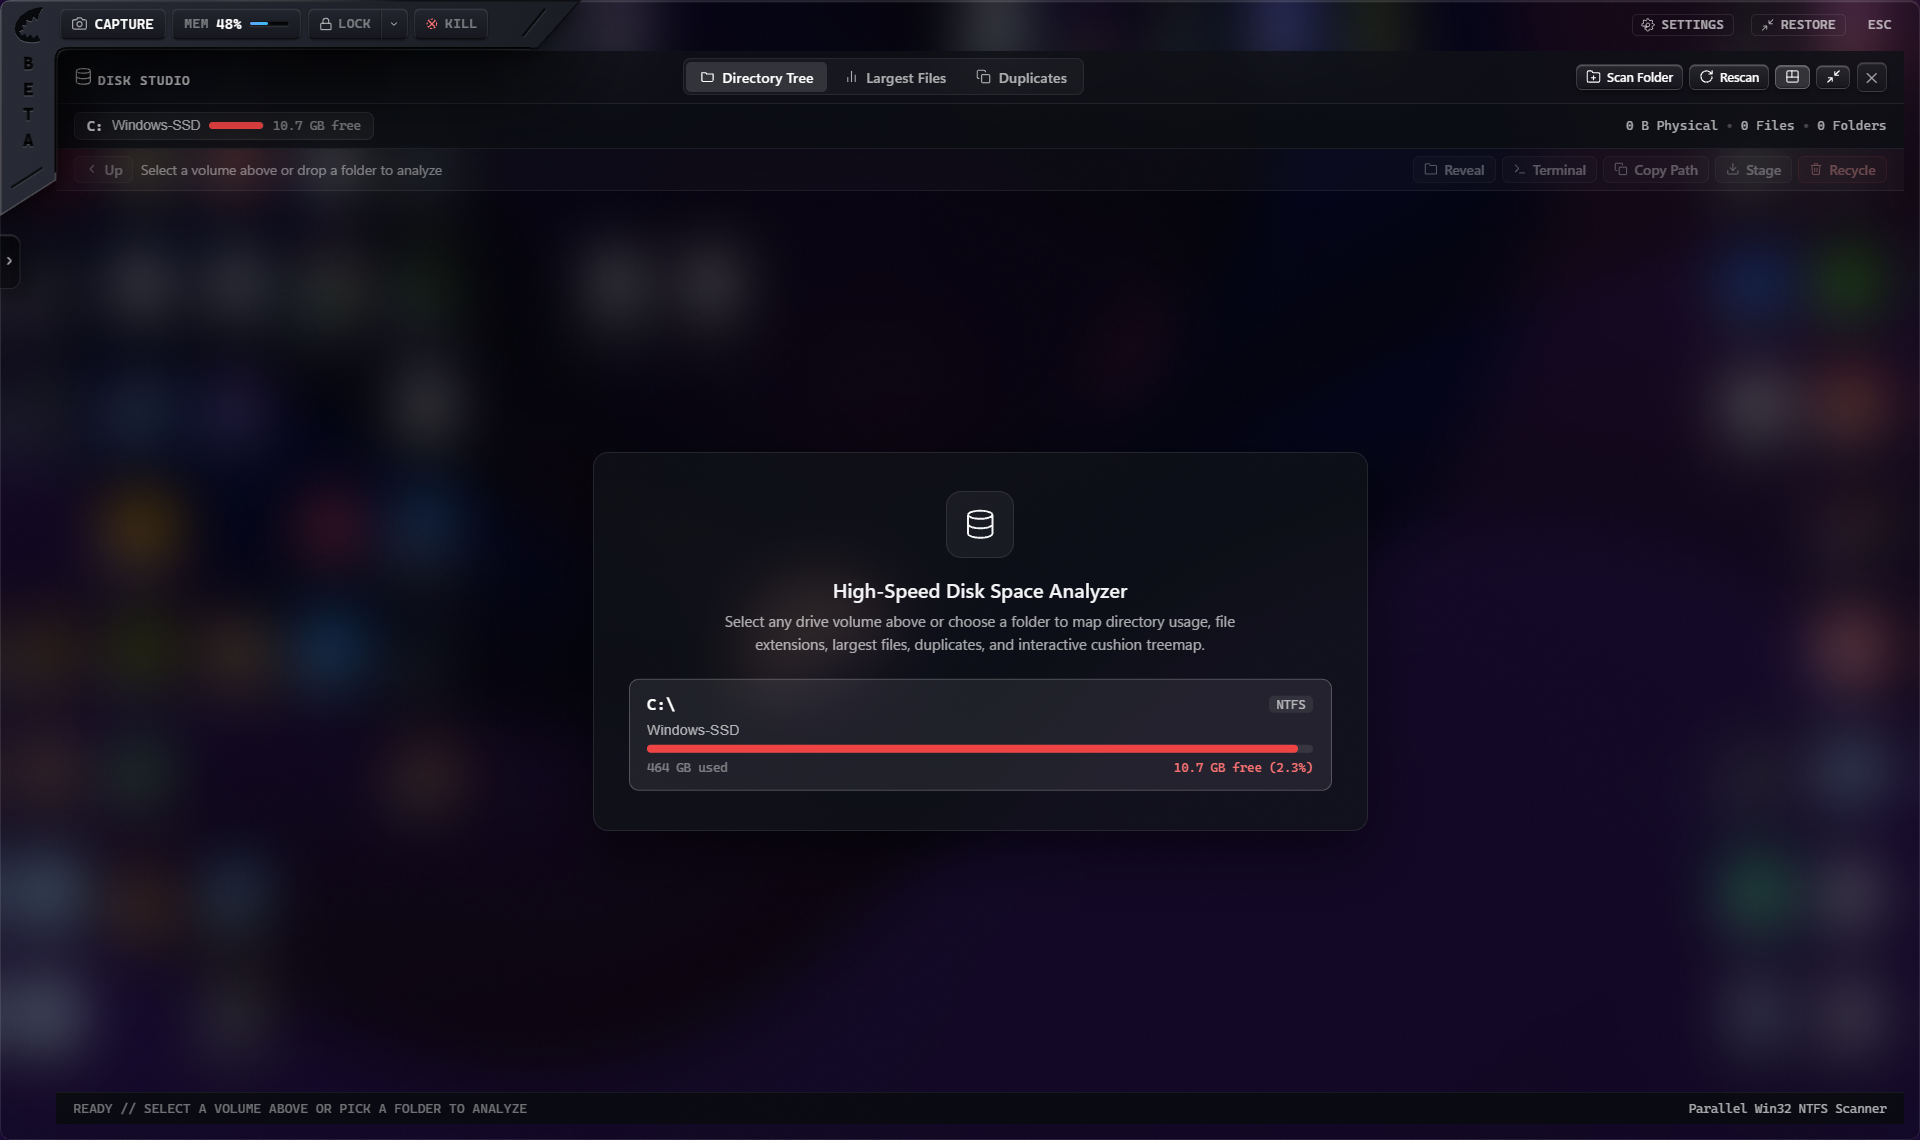 CAPTURE
MEM 48%
LOCK
KILL
SETTINGS
RESTORE
ESC
B
E
T
A
DISK STUDIO
Directory Tree
Largest Files
Duplicates
Scan Folder
Rescan
C: Windows-SSD 10.7 GB free
0 B Physical • 0 Files • 0 Folders
Up
Select a volume above or drop a folder to analyze
Reveal
Terminal
Copy Path
Stage
Recycle
High-Speed Disk Space Analyzer
Select any drive volume above or choose a folder to map directory usage, file
extensions, largest files, duplicates, and interactive cushion treemap.
C:\
NTFS
Windows-SSD
464 GB used
10.7 GB free (2.3%)
READY // SELECT A VOLUME ABOVE OR PICK A FOLDER TO ANALYZE
Parallel Win32 NTFS Scanner